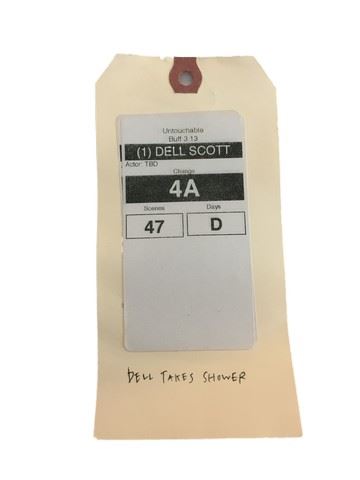 Untouchable
Buff 3 13
(1) DELL SCOTT
Actor: TBD
Change
4A
Scenes Days
47 D
DELL TAKES SHOWER